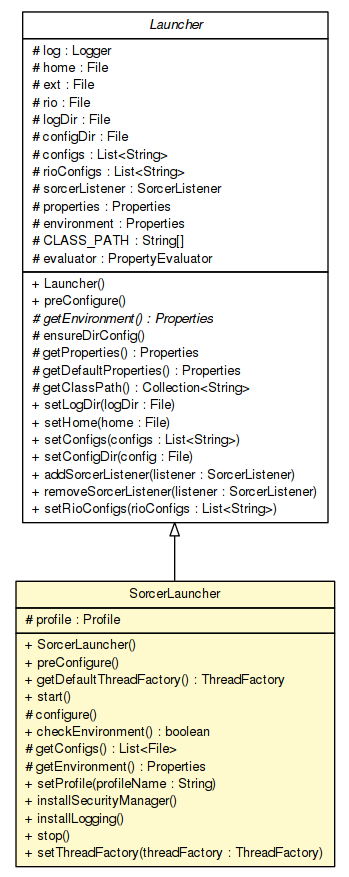 Launcher
# log : Logger
# home : File
# ext : File
# rio : File
# logDir : File
# configDir : File
# configs : List<String>
# rioConfigs : List<String>
# sorcerListener : SorcerListener
# properties : Properties
# environment : Properties
# CLASS_PATH : String[]
# evaluator : PropertyEvaluator
+ Launcher()
+ preConfigure()
# getEnvironment() : Properties
# ensureDirConfig()
# getProperties() : Properties
# getDefaultProperties() : Properties
# getClassPath() : Collection<String>
+ setLogDir(logDir : File)
+ setHome(home : File)
+ setConfigs(configs : List<String>)
+ setConfigDir(config : File)
+ addSorcerListener(listener : SorcerListener)
+ removeSorcerListener(listener : SorcerListener)
+ setRioConfigs(rioConfigs : List<String>)
SorcerLauncher
# profile : Profile
+ SorcerLauncher()
+ preConfigure()
+ getDefaultThreadFactory() : ThreadFactory
+ start()
# configure()
+ checkEnvironment() : boolean
# getConfigs() : List<File>
# getEnvironment() : Properties
+ setProfile(profileName : String)
+ installSecurityManager()
+ installLogging()
+ stop()
+ setThreadFactory(threadFactory : ThreadFactory)